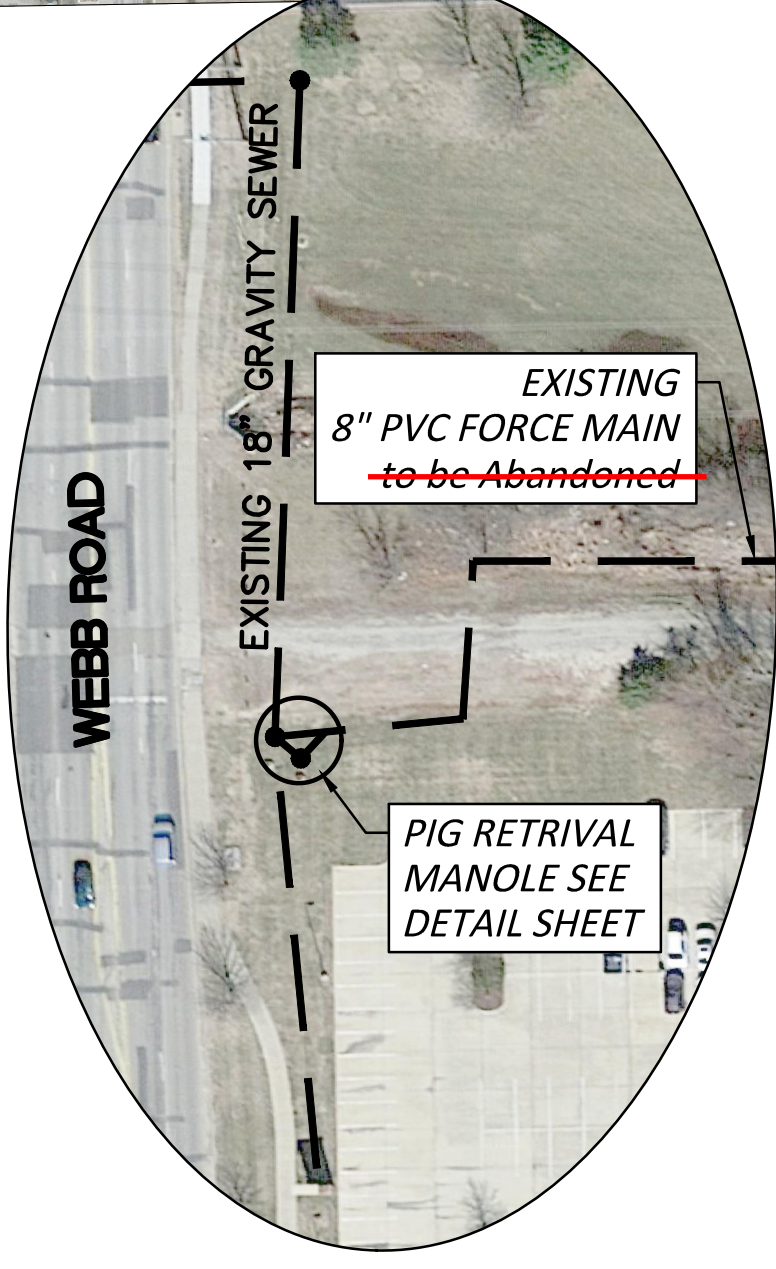 EXISTING 18" GRAVITY SEWER
EXISTING
8" PVC FORCE MAIN
to be Abandoned
WEBB ROAD
PIG RETRIVAL
MANOLE SEE
DETAIL SHEET